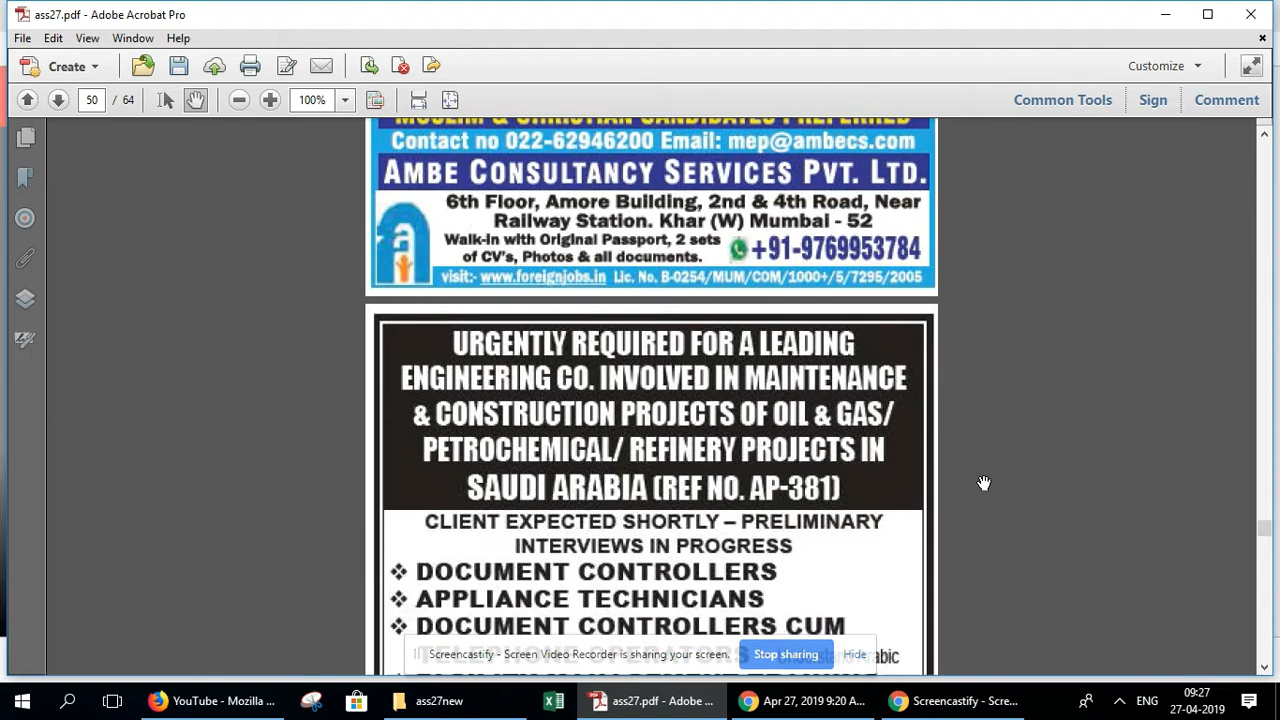 ass27.pdf - Adobe Acrobat Pro
File Edit View Window Help
Create
Customize
50 / 64
100%
Common Tools Sign Comment
MUSLIM & CHRISTIAN CANDIDATES PREFERRED
Contact no 022-62946200 Email: mep@ambecs.com
AMBE CONSULTANCY SERVICES PVT. LTD.
6th Floor, Amore Building, 2nd & 4th Road, Near
Railway Station. Khar (W) Mumbai - 52
Walk-in with Original Passport, 2 sets
of CV's, Photos & all documents.
+91-9769953784
a
visit:- www.foreignjobs.in Lic. No. B-0254/MUM/COM/1000+/5/7295/2005
URGENTLY REQUIRED FOR A LEADING
ENGINEERING CO. INVOLVED IN MAINTENANCE
& CONSTRUCTION PROJECTS OF OIL & GAS/
PETROCHEMICAL/ REFINERY PROJECTS IN
SAUDI ARABIA (REF NO. AP-381)
CLIENT EXPECTED SHORTLY – PRELIMINARY
INTERVIEWS IN PROGRESS
❖ DOCUMENT CONTROLLERS
❖ APPLIANCE TECHNICIANS
❖ DOCUMENT CONTROLLERS CUM
TELEPHONE OPERATORS
Screencastify - Screen Video Recorder is sharing your screen. Stop sharing Hide
YouTube - Mozilla ...
ass27new
ass27.pdf - Adobe ...
Apr 27, 2019 9:20 A...
Screencastify - Scre...
ENG
09:27
27-04-2019